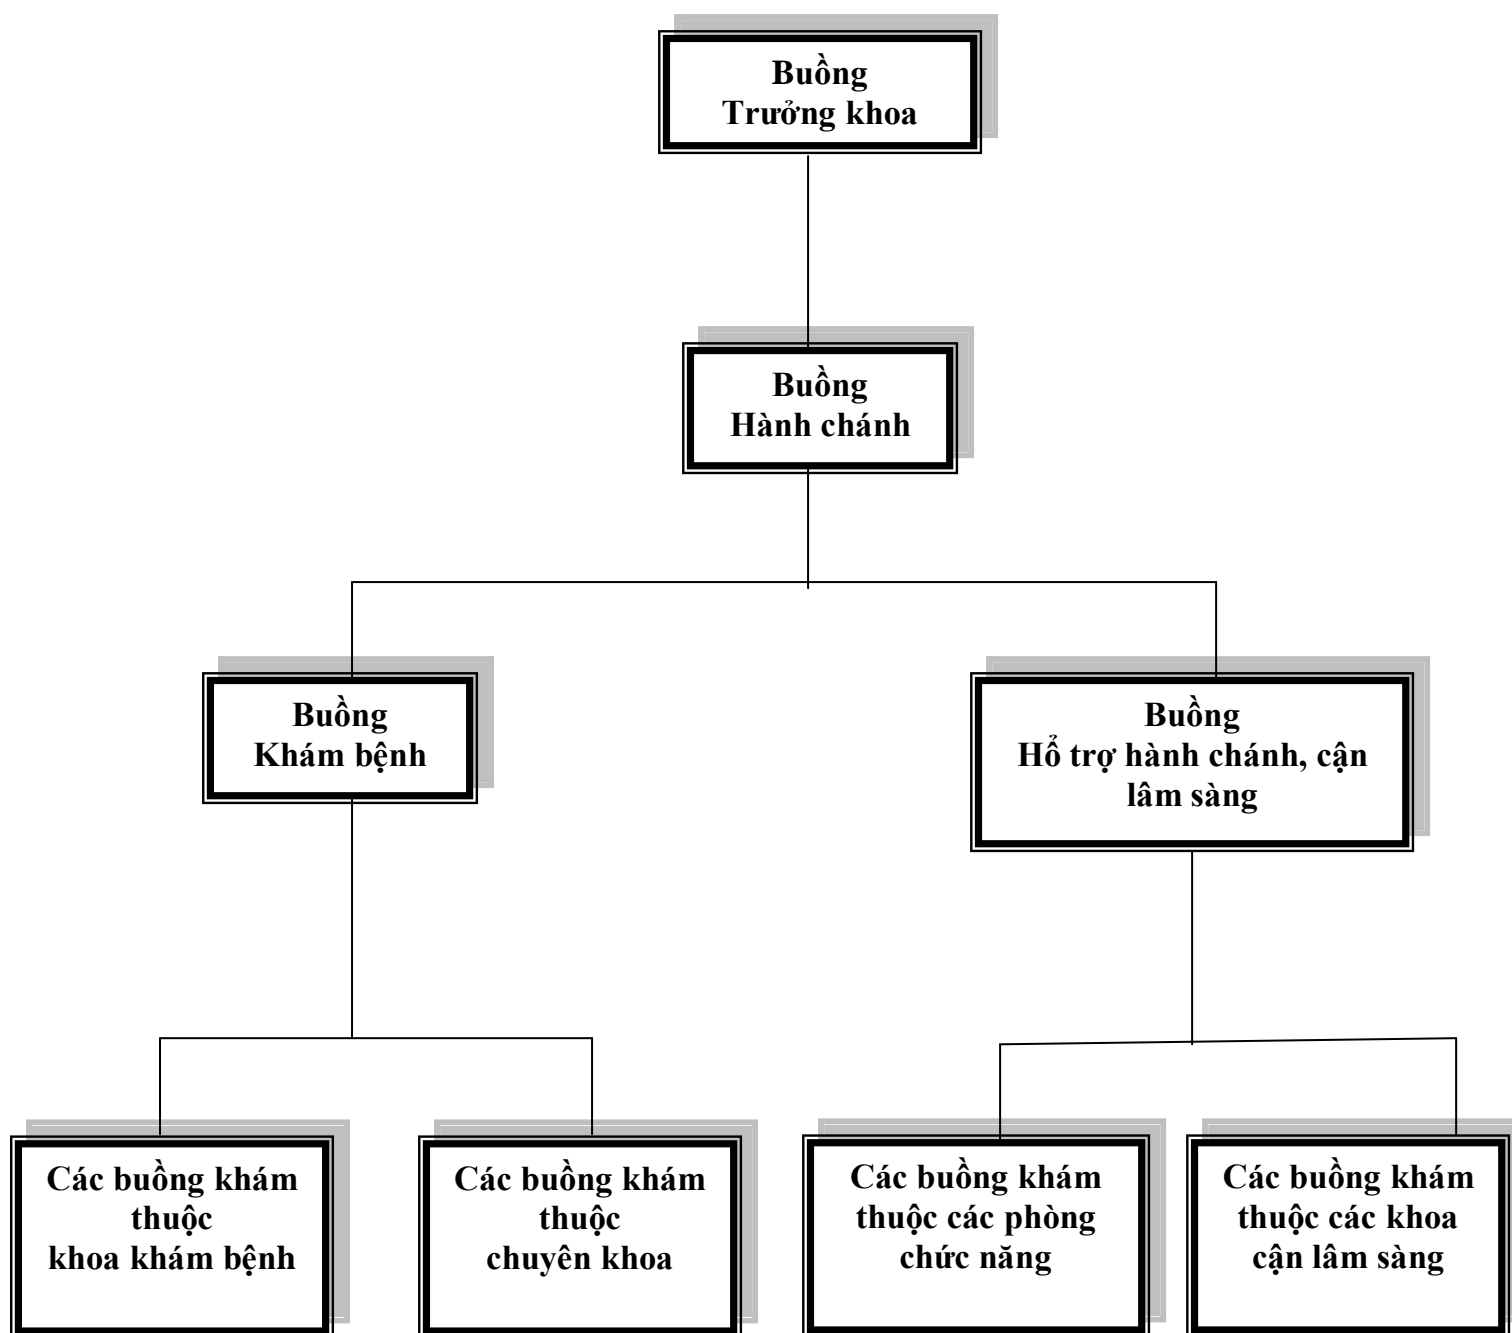 Buồng
Trưởng khoa
Buồng
Hành chánh
Buồng
Khám bệnh
Buồng
Hổ trợ hành chánh, cận
lâm sàng
Các buồng khám
thuộc
khoa khám bệnh
Các buồng khám
thuộc
chuyên khoa
Các buồng khám
thuộc các phòng
chức năng
Các buồng khám
thuộc các khoa
cận lâm sàng